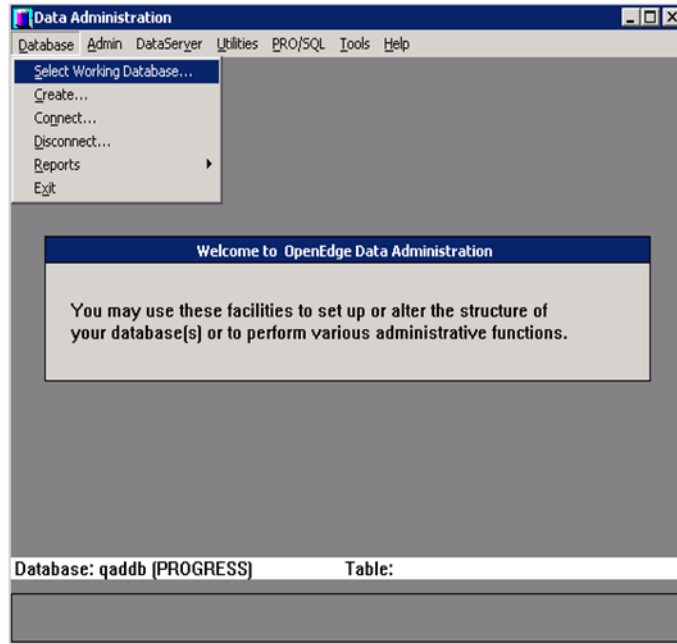 Data Administration
Database Admin DataServer Utilities PRO/SQL Tools Help
Select Working Database...
Create...
Connect...
Disconnect...
Reports
Exit
Welcome to OpenEdge Data Administration
You may use these facilities to set up or alter the structure of
your database(s) or to perform various administrative functions.
Database: qaddb (PROGRESS) Table: